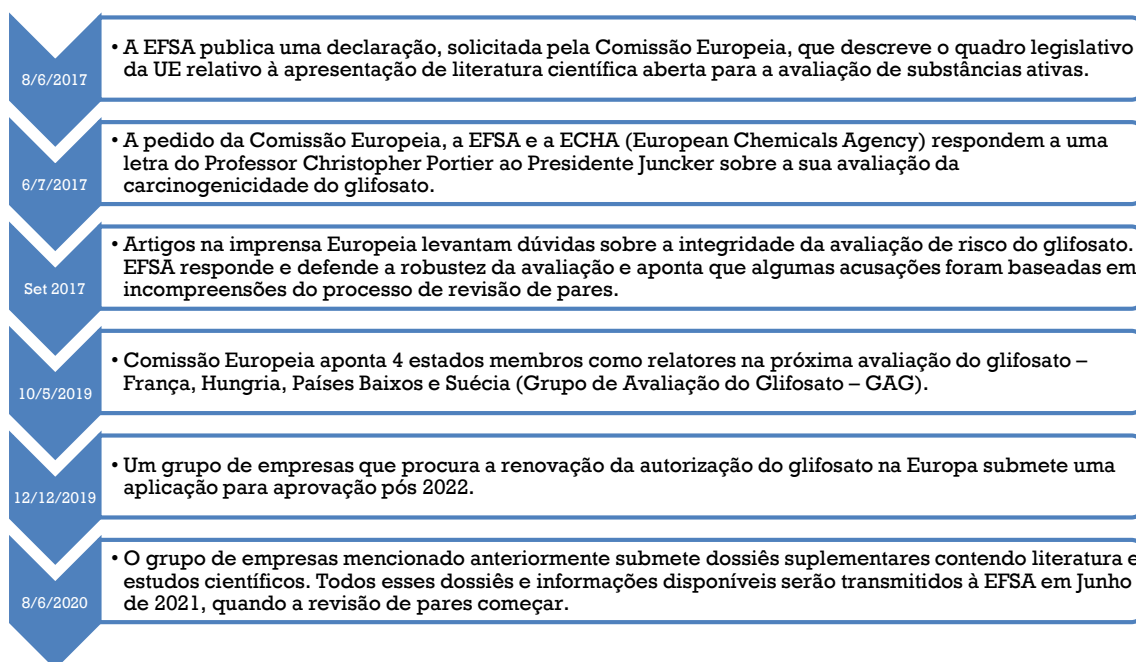 • A EFSA publica uma declaração, solicitada pela Comissão Europeia, que descreve o quadro legislativo
da UE relativo à apresentação de literatura científica aberta para a avaliação de substâncias ativas.
8/6/2017
• A pedido da Comissão Europeia, a EFSA e a ECHA (European Chemicals Agency) respondem a uma
letra do Professor Christopher Portier ao Presidente Juncker sobre a sua avaliação da
carcinogenicidade do glifosato.
6/7/2017
• Artigos na imprensa Europeia levantam dúvidas sobre a integridade da avaliação de risco do glifosato.
EFSA responde e defende a robustez da avaliação e aponta que algumas acusações foram baseadas em
incompreensões do processo de revisão de pares.
Set 2017
• Comissão Europeia aponta 4 estados membros como relatores na próxima avaliação do glifosato –
França, Hungria, Países Baixos e Suécia (Grupo de Avaliação do Glifosato – GAG).
10/5/2019
• Um grupo de empresas que procura a renovação da autorização do glifosato na Europa submete uma
aplicação para aprovação pós 2022.
12/12/2019
• O grupo de empresas mencionado anteriormente submete dossiês suplementares contendo literatura e
estudos científicos. Todos esses dossiês e informações disponíveis serão transmitidos à EFSA em Junho
de 2021, quando a revisão de pares começar.
8/6/2020